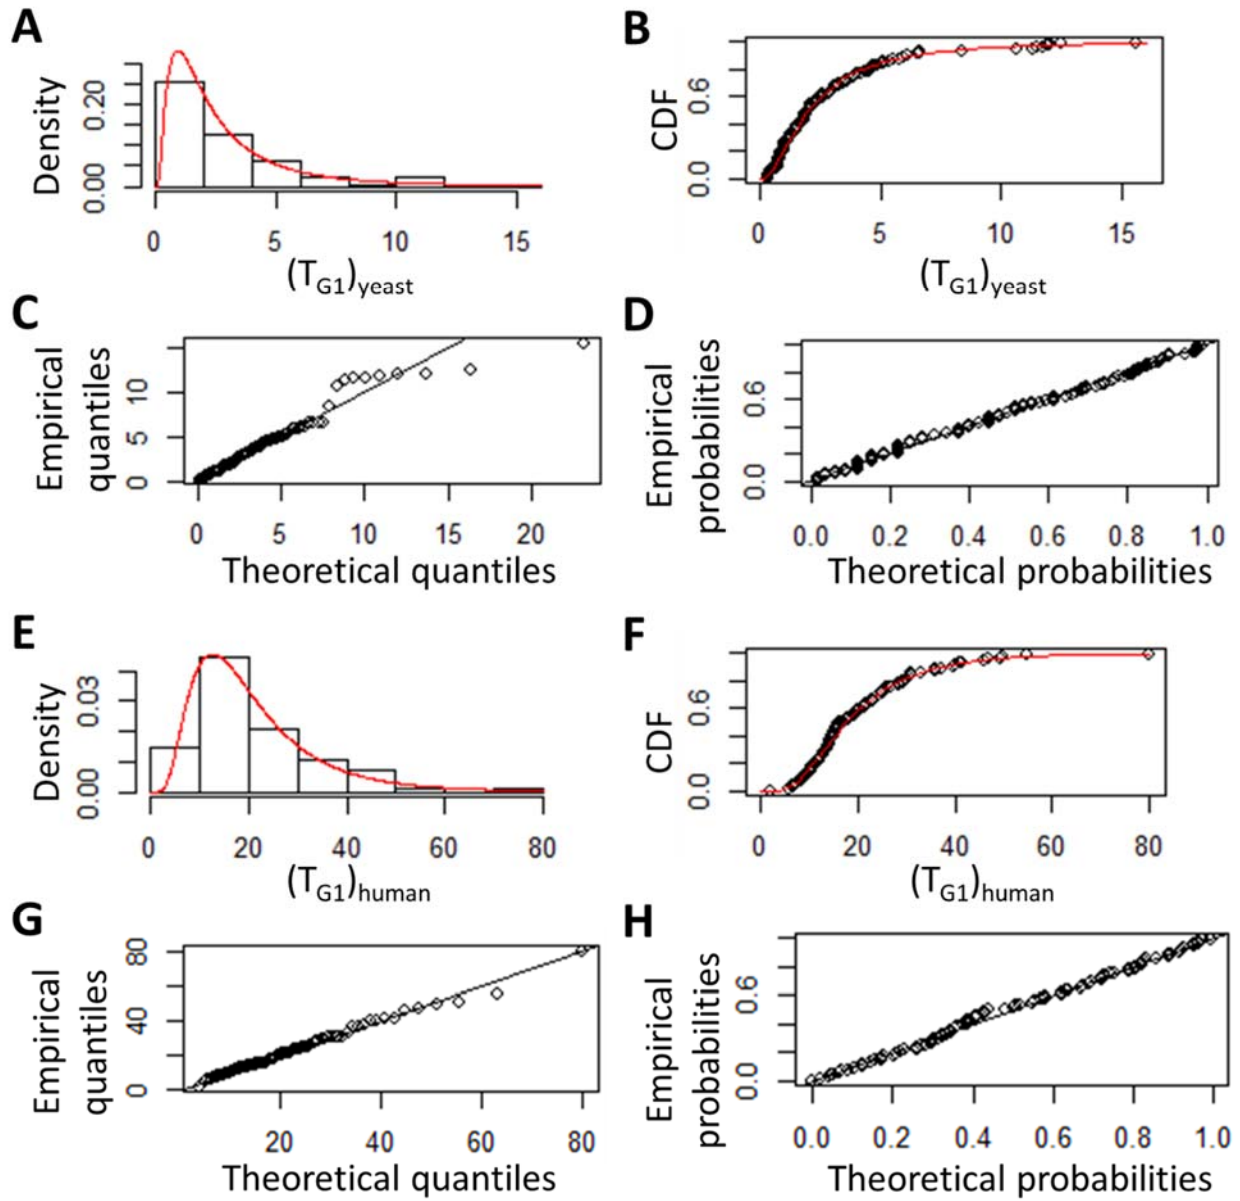 A
Density
0.00 0.20
0 5 10 15
(TG1)yeast
B
CDF
0.0 0.6
0 5 10 15
(TG1)yeast
C
Empirical
quantiles
0 5 10
0 5 10 15 20
Theoretical quantiles
D
Empirical
probabilities
0.0 0.6
0.0 0.2 0.4 0.6 0.8 1.0
Theoretical probabilities
E
Density
0.00 0.03
0 20 40 60 80
(TG1)human
F
CDF
0.0 0.6
0 20 40 60 80
(TG1)human
G
Empirical
quantiles
0 40 80
20 40 60 80
Theoretical quantiles
H
Empirical
probabilities
0.0 0.6
0.0 0.2 0.4 0.6 0.8 1.0
Theoretical probabilities